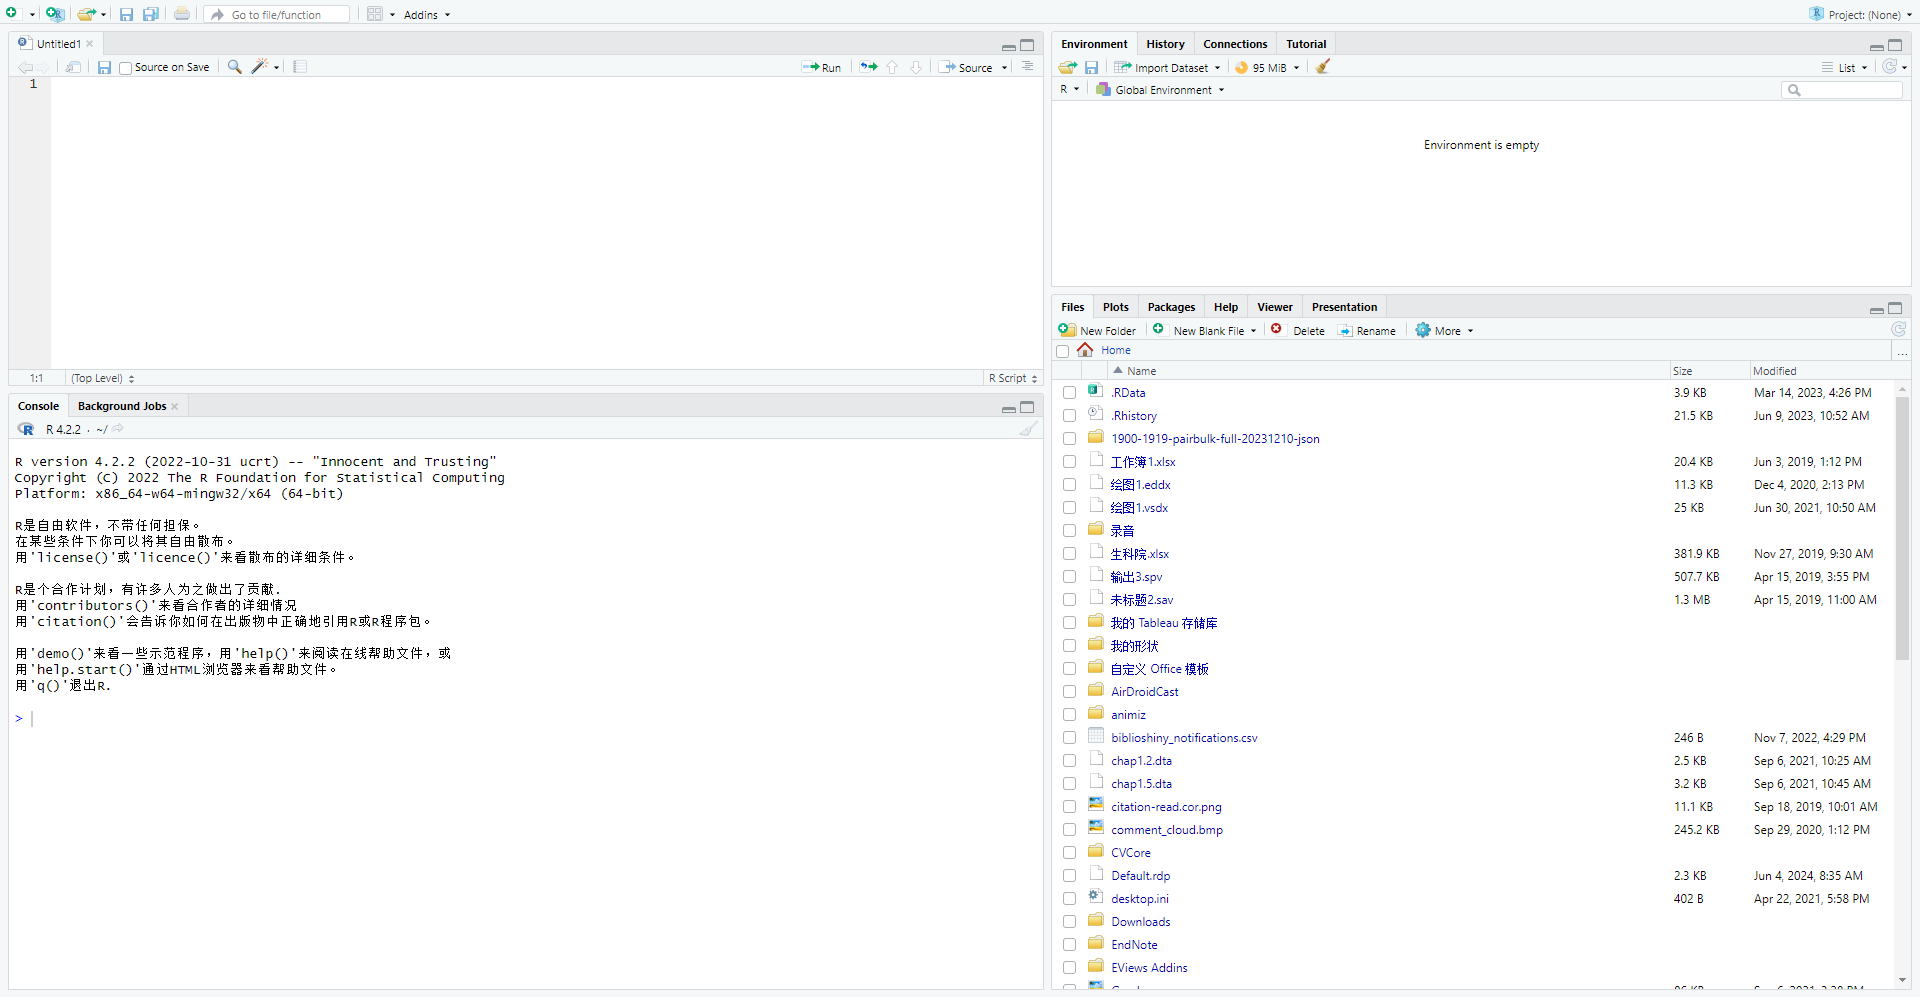 Go to file/function
Addins
Project: (None)
Untitled1
Source on Save
Run
Source
1
1:1
(Top Level)
R Script
Console
Background Jobs
R 4.2.2 · ~/
R version 4.2.2 (2022-10-31 ucrt) -- "Innocent and Trusting"
Copyright (C) 2022 The R Foundation for Statistical Computing
Platform: x86_64-w64-mingw32/x64 (64-bit)
R是自由软件，不带任何担保。
在某些条件下你可以将其自由散布。
用'license()'或'licence()'来看散布的详细条件。
R是个合作计划，有许多人为之做出了贡献.
用'contributors()'来看合作者的详细情况
用'citation()'会告诉你如何在出版物中正确地引用R或R程序包。
用'demo()'来看一些示范程序，用'help()'来阅读在线帮助文件，或
用'help.start()'通过HTML浏览器来看帮助文件。
用'q()'退出R.
>
Environment
History
Connections
Tutorial
Import Dataset
95 MiB
List
R
Global Environment
Environment is empty
Files
Plots
Packages
Help
Viewer
Presentation
New Folder
New Blank File
Delete
Rename
More
Home
...
Name Size Modified
.RData 3.9 KB Mar 14, 2023, 4:26 PM
.Rhistory 21.5 KB Jun 9, 2023, 10:52 AM
1900-1919-pairbulk-full-20231210-json
工作簿1.xlsx 20.4 KB Jun 3, 2019, 1:12 PM
绘图1.eddx 11.3 KB Dec 4, 2020, 2:13 PM
绘图1.vsdx 25 KB Jun 30, 2021, 10:50 AM
录音
生科院.xlsx 381.9 KB Nov 27, 2019, 9:30 AM
输出3.spv 507.7 KB Apr 15, 2019, 3:55 PM
未标题2.sav 1.3 MB Apr 15, 2019, 11:00 AM
我的 Tableau 存储库
我的形状
自定义 Office 模板
AirDroidCast
animiz
biblioshiny_notifications.csv 246 B Nov 7, 2022, 4:29 PM
chap1.2.dta 2.5 KB Sep 6, 2021, 10:25 AM
chap1.5.dta 3.2 KB Sep 6, 2021, 10:45 AM
citation-read.cor.png 11.1 KB Sep 18, 2019, 10:01 AM
comment_cloud.bmp 245.2 KB Sep 29, 2020, 1:12 PM
CVCore
Default.rdp 2.3 KB Jun 4, 2024, 8:35 AM
desktop.ini 402 B Apr 22, 2021, 5:58 PM
Downloads
EndNote
EViews Addins